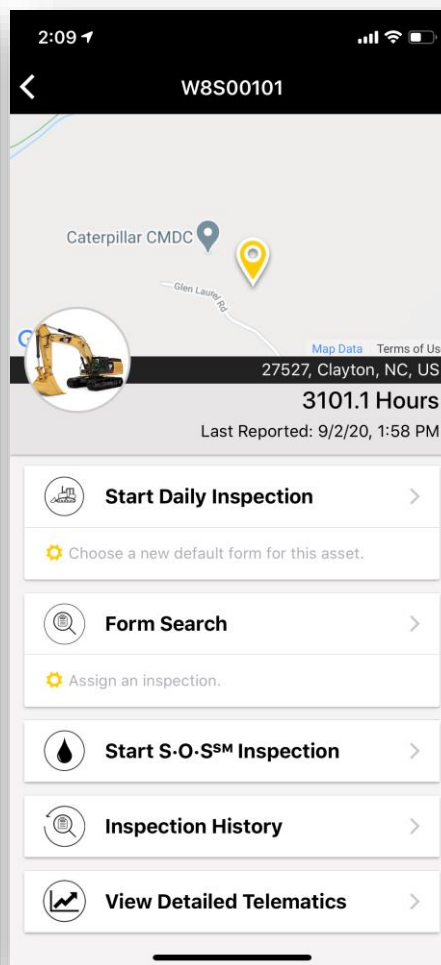 2:09
W8S00101
Caterpillar CMDC
Glen Laurel Rd
Map Data Terms of Us
27527, Clayton, NC, US
3101.1 Hours
Last Reported: 9/2/20, 1:58 PM
Start Daily Inspection
Choose a new default form for this asset.
Form Search
Assign an inspection.
Start S·O·S℠ Inspection
Inspection History
View Detailed Telematics